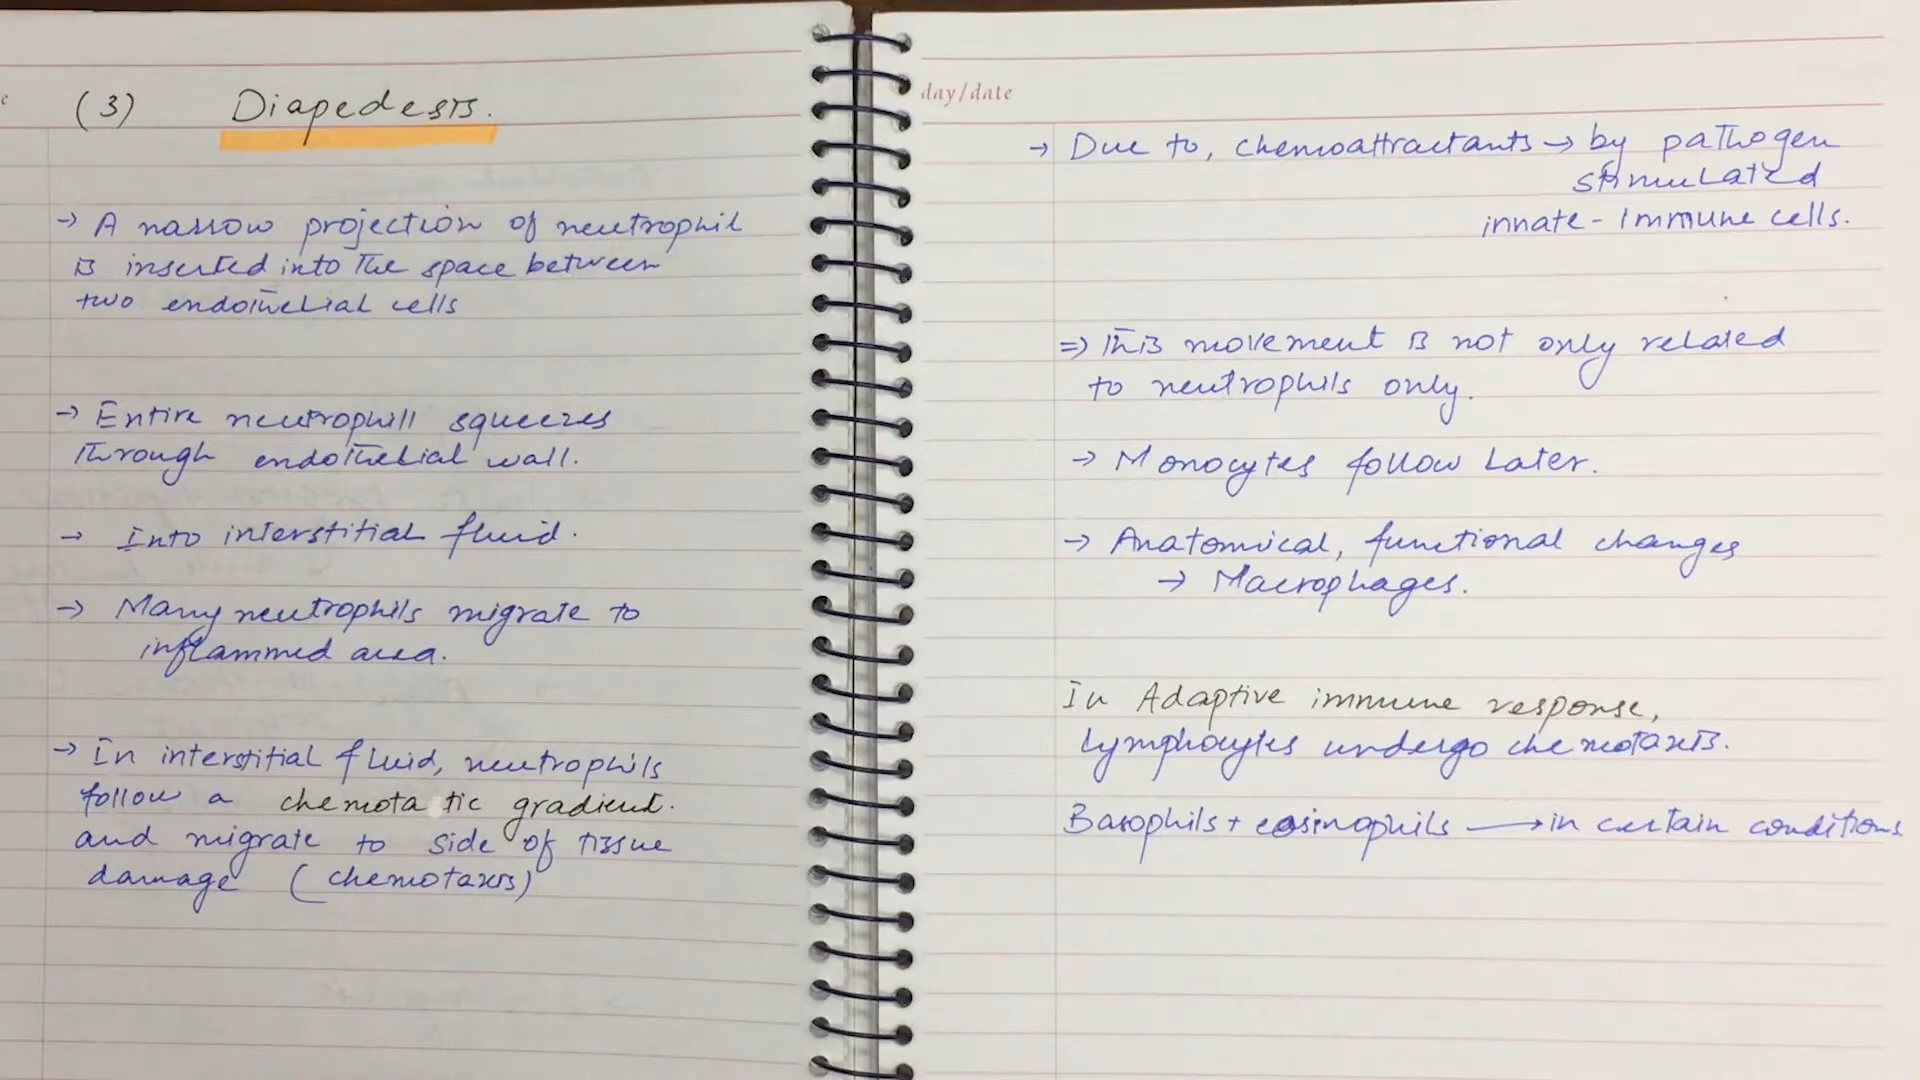 (3) Diapedesis.
→ A narrow projection of neutrophil
is inserted into the space between
two endothelial cells
→ Entire neutrophill squeezes
through endothelial wall.
→ Into interstitial fluid.
→ Many neutrophils migrate to
inflammed area.
→ In interstitial fluid, neutrophils
follow a chemota tic gradient.
and migrate to side of tissue
damage (chemotaxis)
day/date
→ Due to, chemoattractants → by pathogen
stimulated
innate - immune cells.
⇒ This movement is not only related
to neutrophils only.
→ Monocytes follow later.
→ Anatomical, functional changes
→ Macrophages.
In Adaptive immune response,
lymphocytes undergo chemotaxis.
Basophils + eosinophils → in certain conditions